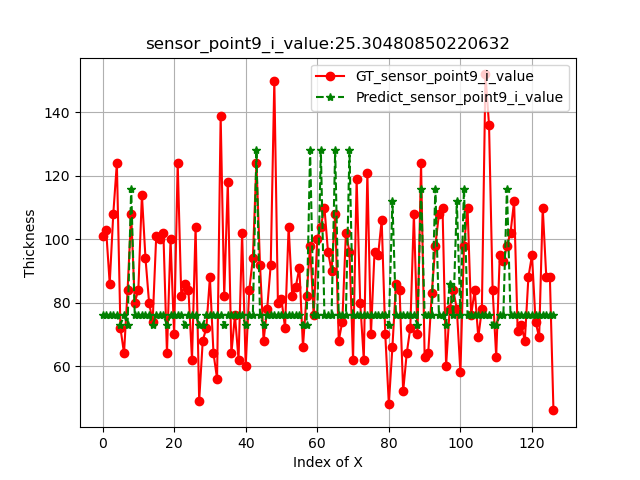 sensor_point9_i_value:25.30480850220632
GT_sensor_point9_i_value
Predict_sensor_point9_i_value
Thickness
140
120
100
80
60
0 20 40 60 80 100 120
Index of X